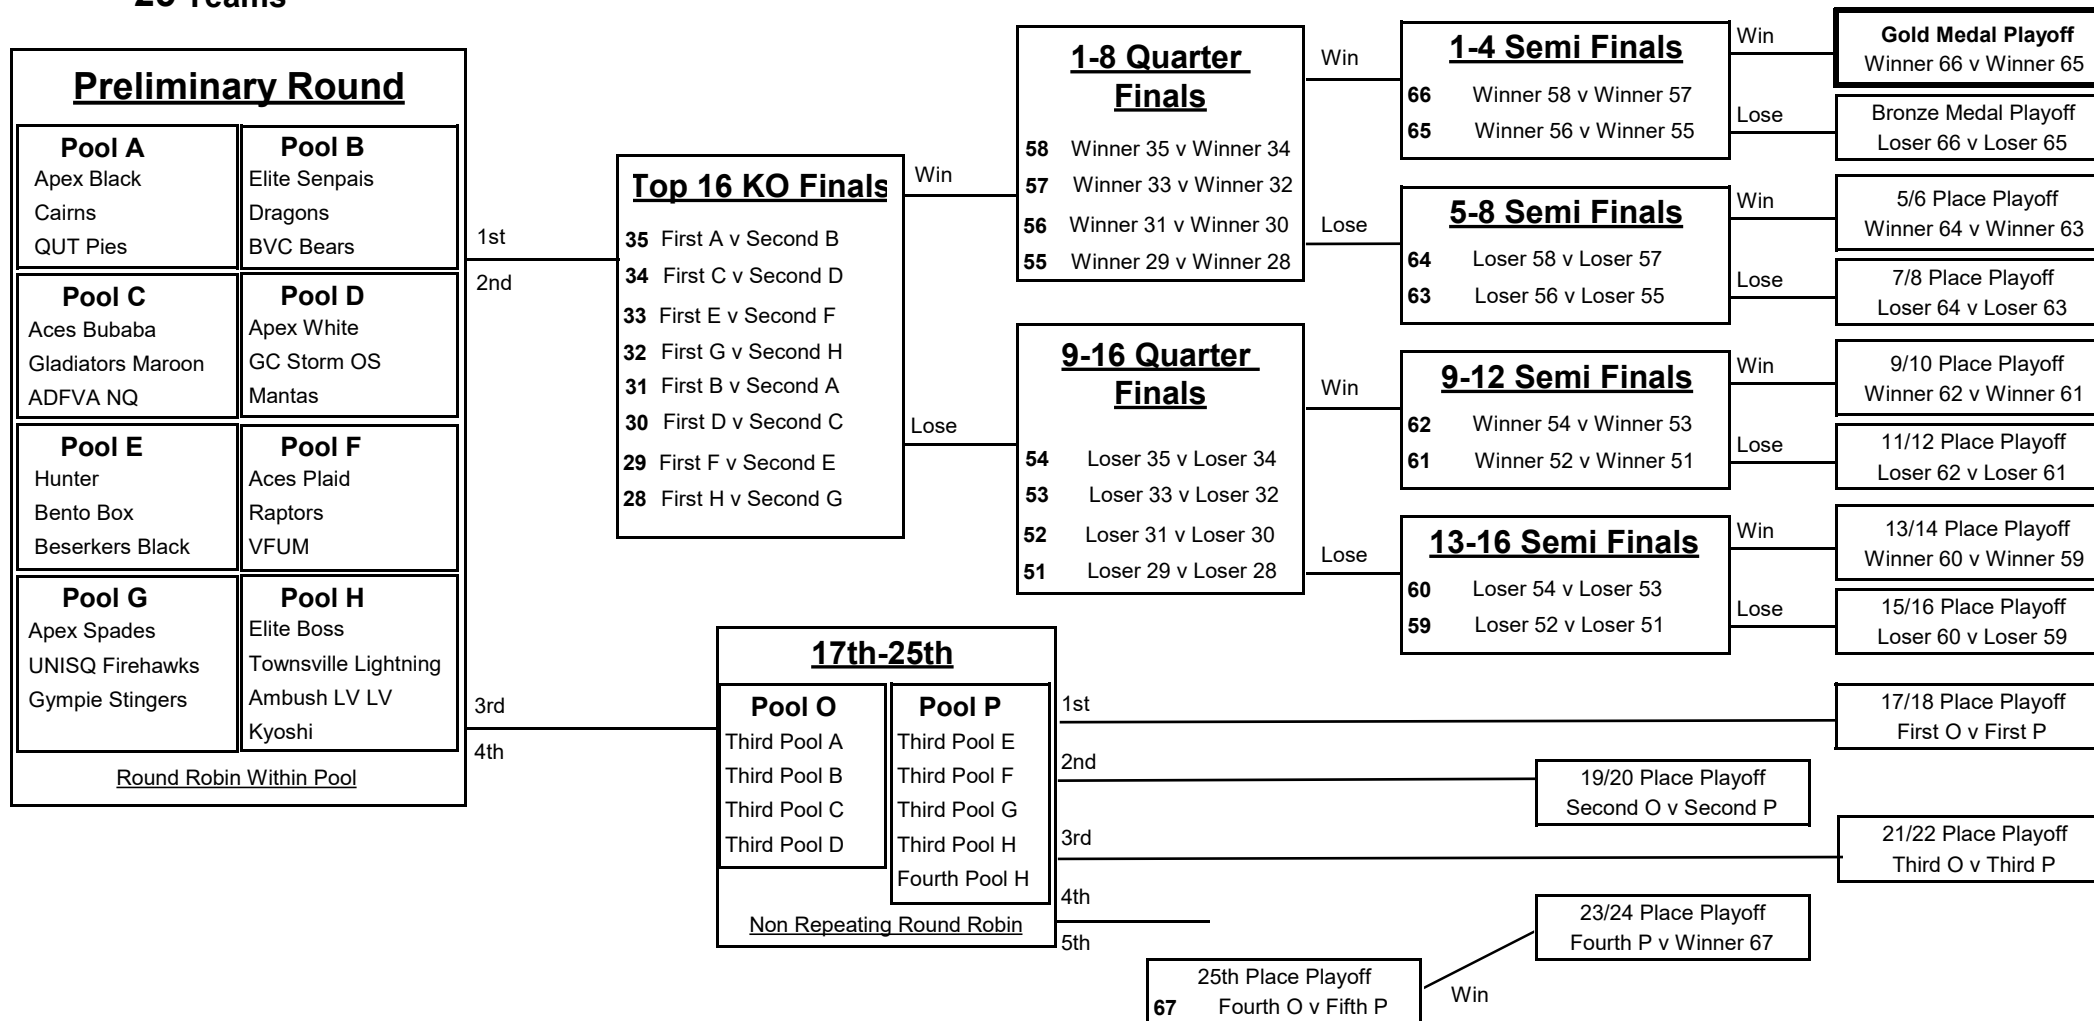 25 Teams
Preliminary Round
Pool A
Apex Black
Cairns
QUT Pies
Pool B
Elite Senpais
Dragons
BVC Bears
Pool C
Aces Bubaba
Gladiators Maroon
ADFVA NQ
Pool D
Apex White
GC Storm OS
Mantas
Pool E
Hunter
Bento Box
Beserkers Black
Pool F
Aces Plaid
Raptors
VFUM
Pool G
Apex Spades
UNISQ Firehawks
Gympie Stingers
Pool H
Elite Boss
Townsville Lightning
Ambush LV LV
Kyoshi
Round Robin Within Pool
1st
2nd
3rd
4th
Top 16 KO Finals
35 First A v Second B
34 First C v Second D
33 First E v Second F
32 First G v Second H
31 First B v Second A
30 First D v Second C
29 First F v Second E
28 First H v Second G
Win
Lose
1-8 Quarter
Finals
58 Winner 35 v Winner 34
57 Winner 33 v Winner 32
56 Winner 31 v Winner 30
55 Winner 29 v Winner 28
Win
Lose
9-16 Quarter
Finals
54 Loser 35 v Loser 34
53 Loser 33 v Loser 32
52 Loser 31 v Loser 30
51 Loser 29 v Loser 28
Win
Lose
1-4 Semi Finals
66 Winner 58 v Winner 57
65 Winner 56 v Winner 55
Win
Lose
5-8 Semi Finals
64 Loser 58 v Loser 57
63 Loser 56 v Loser 55
Win
Lose
9-12 Semi Finals
62 Winner 54 v Winner 53
61 Winner 52 v Winner 51
Win
Lose
13-16 Semi Finals
60 Loser 54 v Loser 53
59 Loser 52 v Loser 51
Win
Lose
Gold Medal Playoff
Winner 66 v Winner 65
Bronze Medal Playoff
Loser 66 v Loser 65
5/6 Place Playoff
Winner 64 v Winner 63
7/8 Place Playoff
Loser 64 v Loser 63
9/10 Place Playoff
Winner 62 v Winner 61
11/12 Place Playoff
Loser 62 v Loser 61
13/14 Place Playoff
Winner 60 v Winner 59
15/16 Place Playoff
Loser 60 v Loser 59
17th-25th
Pool O
Third Pool A
Third Pool B
Third Pool C
Third Pool D
Pool P
Third Pool E
Third Pool F
Third Pool G
Third Pool H
Fourth Pool H
Non Repeating Round Robin
1st
2nd
3rd
4th
5th
17/18 Place Playoff
First O v First P
19/20 Place Playoff
Second O v Second P
21/22 Place Playoff
Third O v Third P
23/24 Place Playoff
Fourth P v Winner 67
25th Place Playoff
67 Fourth O v Fifth P
Win